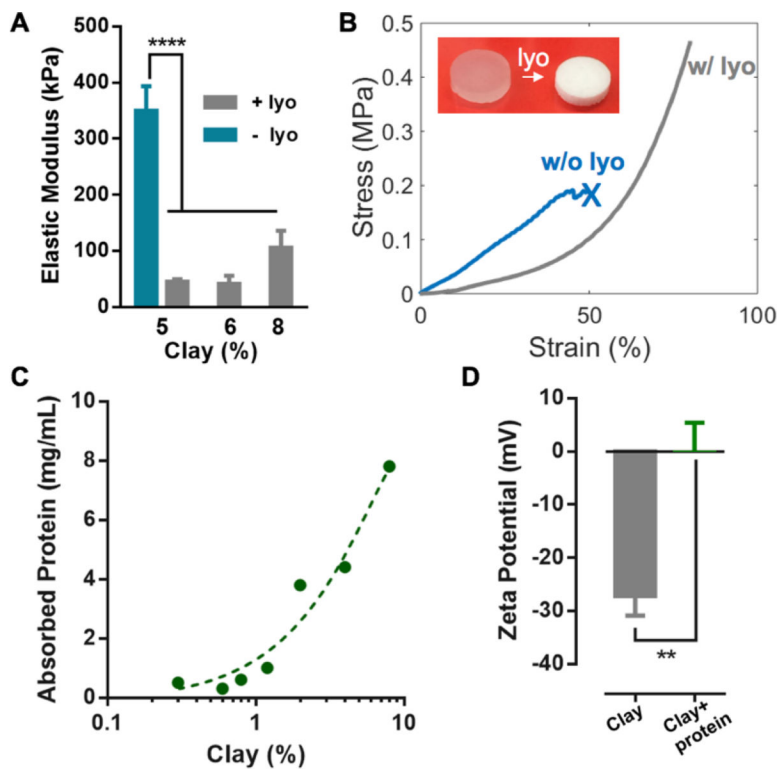 A
Elastic Modulus (kPa)
500
400
300
200
100
0
****
+ lyo
- lyo
5 6 8
Clay (%)
B
Stress (MPa)
0.5
0.4
0.3
0.2
0.1
0
lyo
w/ lyo
w/o lyo
X
0 50 100
Strain (%)
C
Absorbed Protein (mg/mL)
10
8
6
4
2
0
0.1 1 10
Clay (%)
D
Zeta Potential (mV)
10
0
-10
-20
-30
-40
**
Clay
Clay+
protein